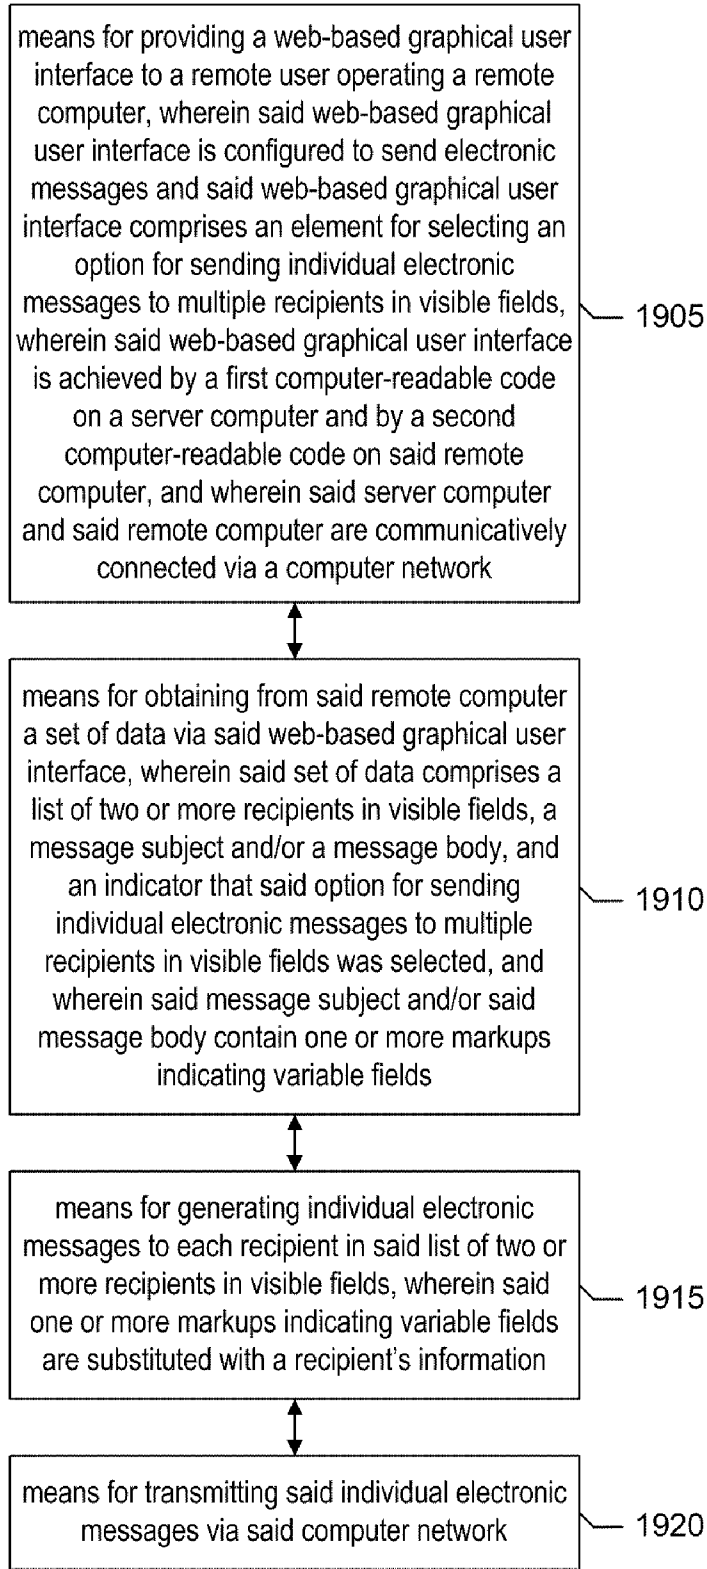 means for providing a web-based graphical user
interface to a remote user operating a remote
computer, wherein said web-based graphical
user interface is configured to send electronic
messages and said web-based graphical user
interface comprises an element for selecting an
option for sending individual electronic
messages to multiple recipients in visible fields,
wherein said web-based graphical user interface
is achieved by a first computer-readable code
on a server computer and by a second
computer-readable code on said remote
computer, and wherein said server computer
and said remote computer are communicatively
connected via a computer network
1905
means for obtaining from said remote computer
a set of data via said web-based graphical user
interface, wherein said set of data comprises a
list of two or more recipients in visible fields, a
message subject and/or a message body, and
an indicator that said option for sending
individual electronic messages to multiple
recipients in visible fields was selected, and
wherein said message subject and/or said
message body contain one or more markups
indicating variable fields
1910
means for generating individual electronic
messages to each recipient in said list of two or
more recipients in visible fields, wherein said
one or more markups indicating variable fields
are substituted with a recipient's information
1915
means for transmitting said individual electronic
messages via said computer network
1920